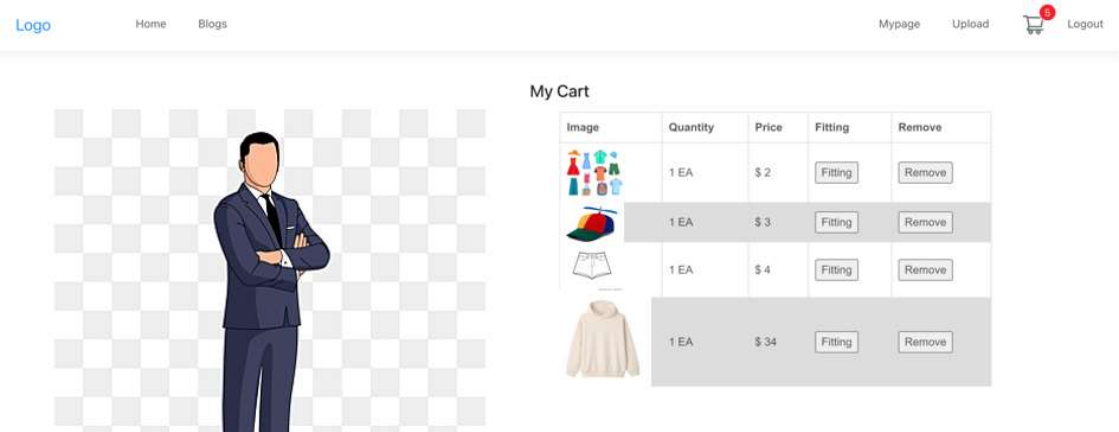 Logo Home Blogs Mypage Upload 5 Logout
My Cart
Image Quantity Price Fitting Remove
1 EA $ 2 Fitting Remove
1 EA $ 3 Fitting Remove
1 EA $ 4 Fitting Remove
1 EA $ 34 Fitting Remove